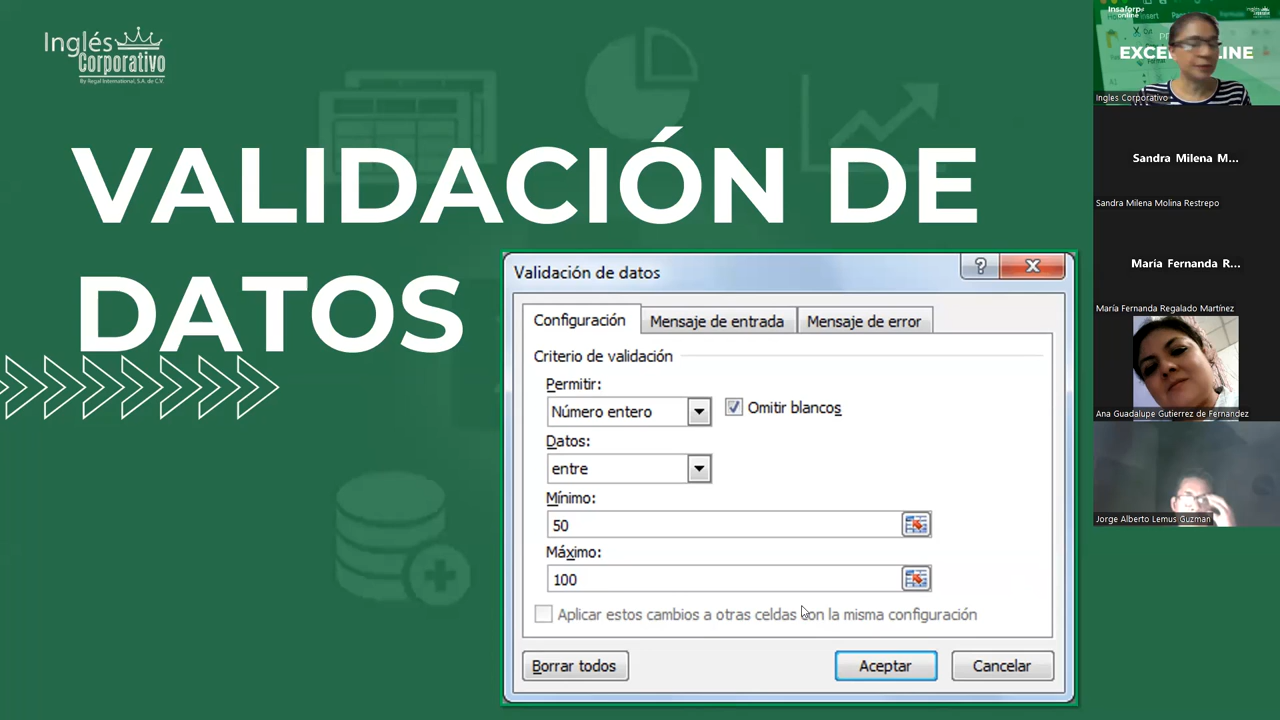 Inglés
Corporativo
By Regal International, S.A. de C.V.
VALIDACIÓN DE
DATOS
Validación de datos
?
X
Configuración
Mensaje de entrada
Mensaje de error
Criterio de validación
Permitir:
Número entero
Omitir blancos
Datos:
entre
Mínimo:
50
Máximo:
100
Aplicar estos cambios a otras celdas con la misma configuración
Borrar todos
Aceptar
Cancelar
Insaforp
online
Ingles Corporativo
Sandra Milena M...
Sandra Milena Molina Restrepo
María Fernanda R...
María Fernanda Regalado Martínez
Ana Guadalupe Gutierrez de Fernandez
Jorge Alberto Lemus Guzman